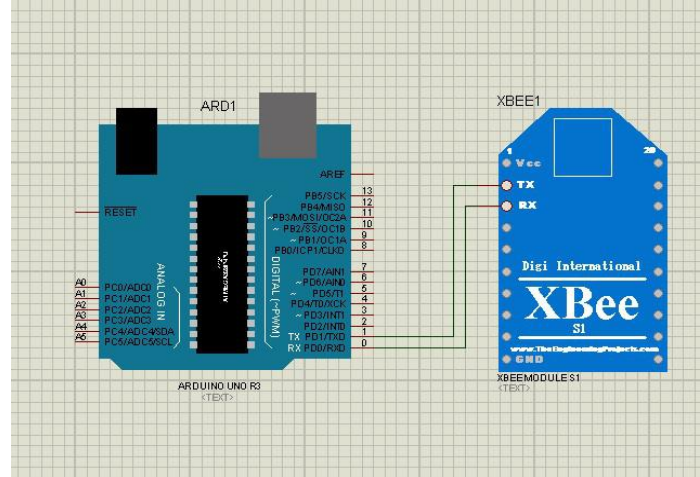 ARD1
AREF
RESET
PB5/SCK 13
PB4/MISO 12
~PB3/MOSI/OC2A 11
~ PB2/SS/OC1B 10
~ PB1/OC1A 9
PB0/ICP1/CLKO 8
PD7/AIN1 7
~ PD6/AIN0 6
~ PD5/T1 5
PD4/T0/XCK 4
~ PD3/INT1 3
PD2/INT0 2
TX PD1/TXD 1
RX PD0/RXD 0
DIGITAL (~PWM)
ANALOG IN
A0 PC0/ADC0
A1 PC1/ADC1
A2 PC2/ADC2
A3 PC3/ADC3
A4 PC4/ADC4/SDA
A5 PC5/ADC5/SCL
ARDUINO UNO R3
<TEXT>
XBEE1
1 20
Vcc
TX
RX
Digi International
XBee
S1
www.TheEngineeringProjects.com
GND
XBEE MODULE S1
<TEXT>